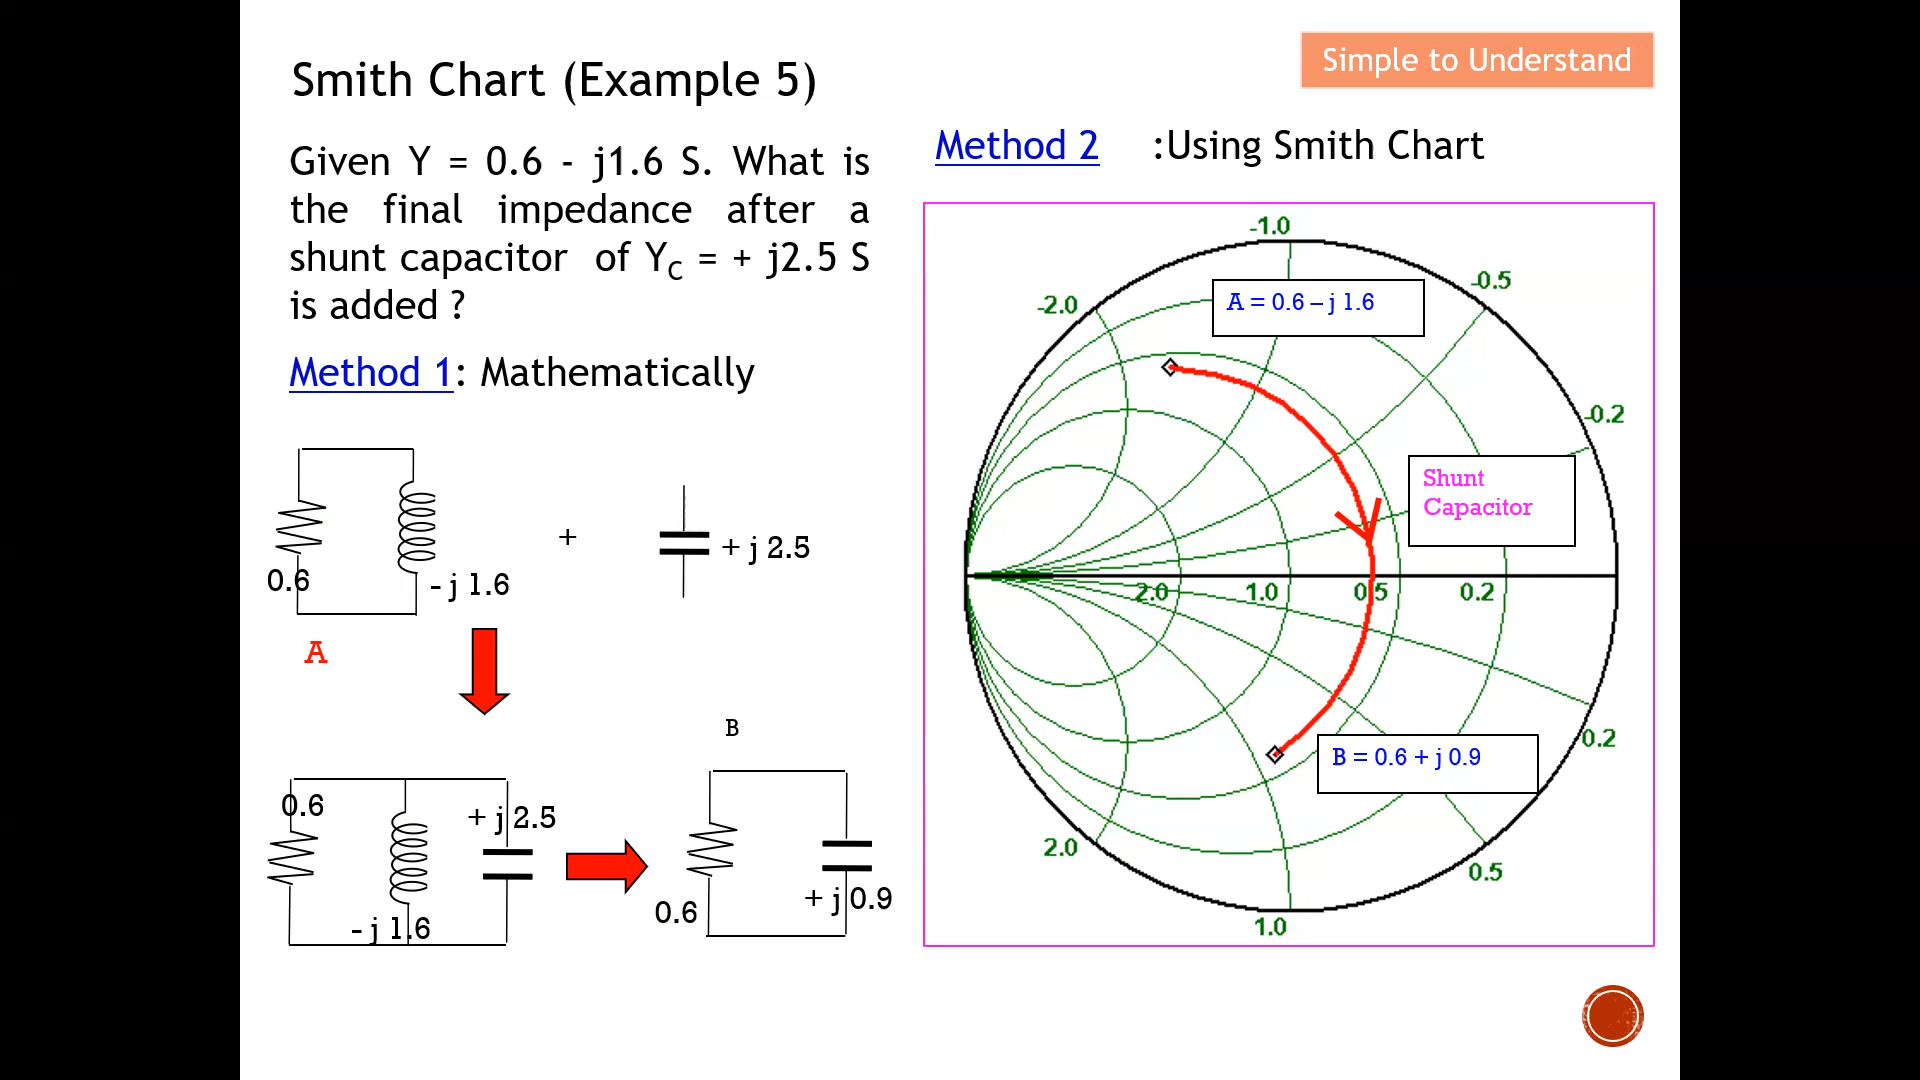 Simple to Understand
Smith Chart (Example 5)
Given Y = 0.6 - j1.6 S. What is
the final impedance after a
shunt capacitor of YC = + j2.5 S
is added ?
Method 1: Mathematically
0.6
- j 1.6
+
+ j 2.5
A
B
0.6
+ j 2.5
- j 1.6
0.6
+ j 0.9
Method 2 :Using Smith Chart
-1.0
-0.5
-2.0
A = 0.6 – j 1.6
-0.2
Shunt
Capacitor
2.0 1.0 0.5 0.2
0.2
B = 0.6 + j 0.9
2.0
0.5
1.0